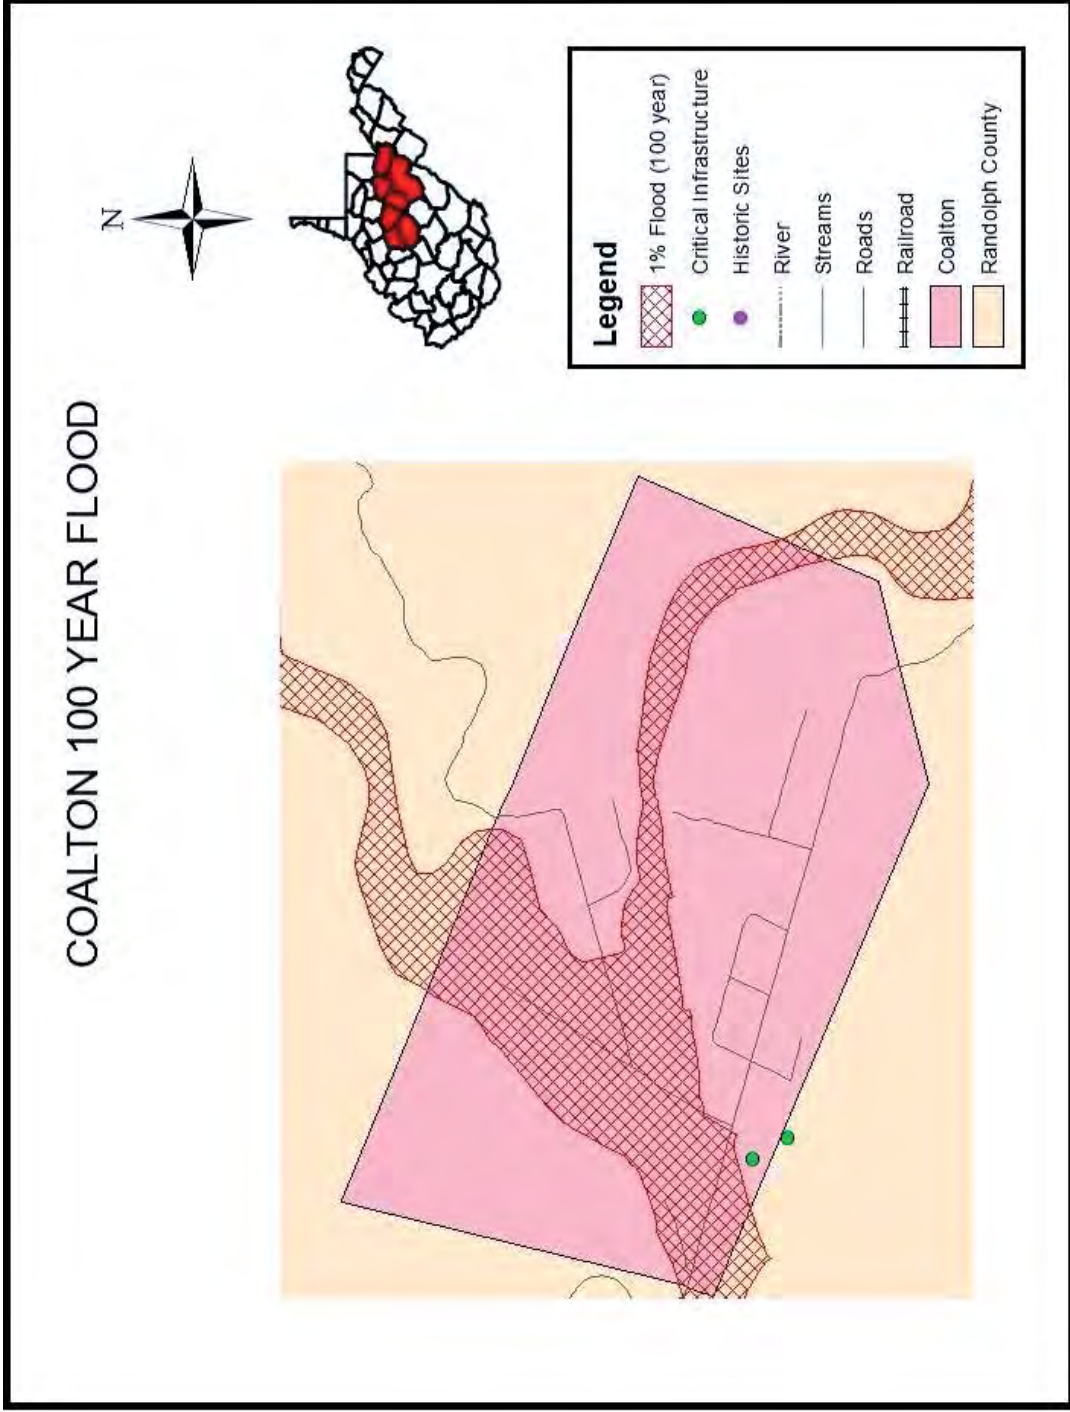 COALTON 100 YEAR FLOOD
N
Legend
1% Flood (100 year)
Critical Infrastructure
Historic Sites
River
Streams
Roads
Railroad
Coalton
Randolph County